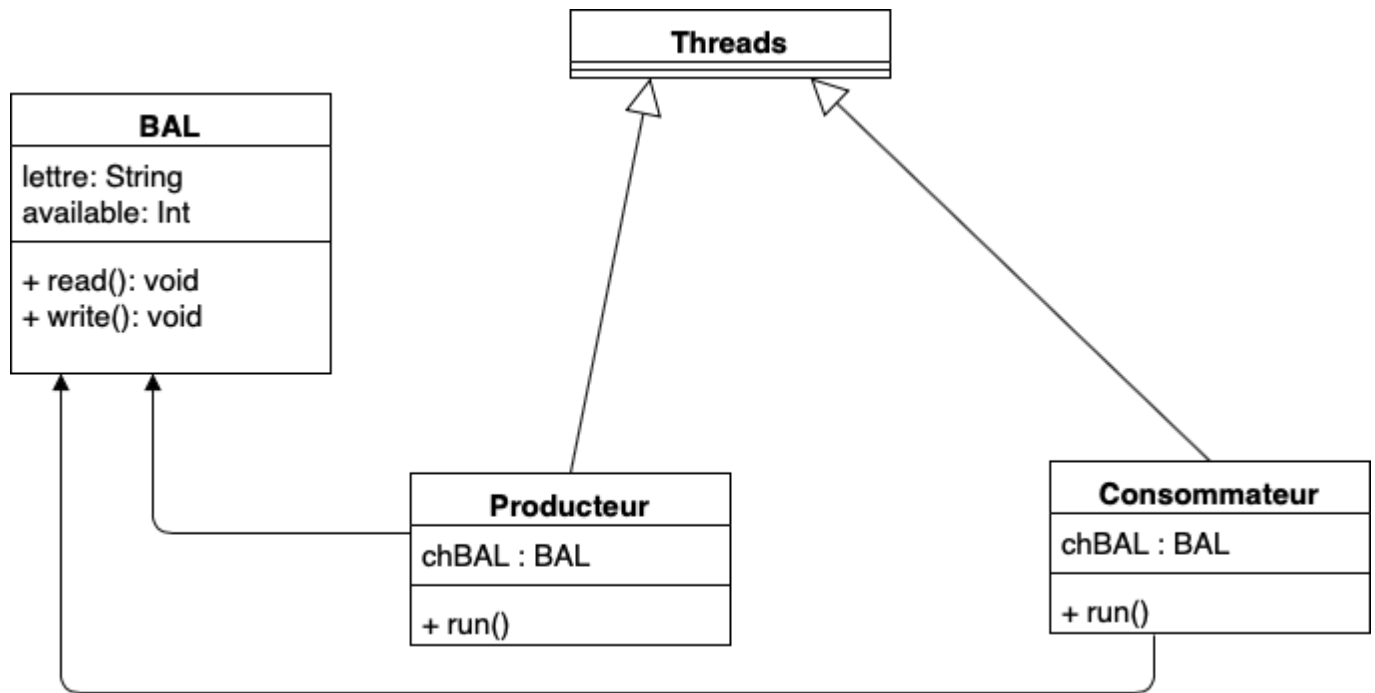 Threads
BAL
lettre: String
available: Int
+ read(): void
+ write(): void
Producteur
chBAL : BAL
+ run()
Consommateur
chBAL : BAL
+ run()